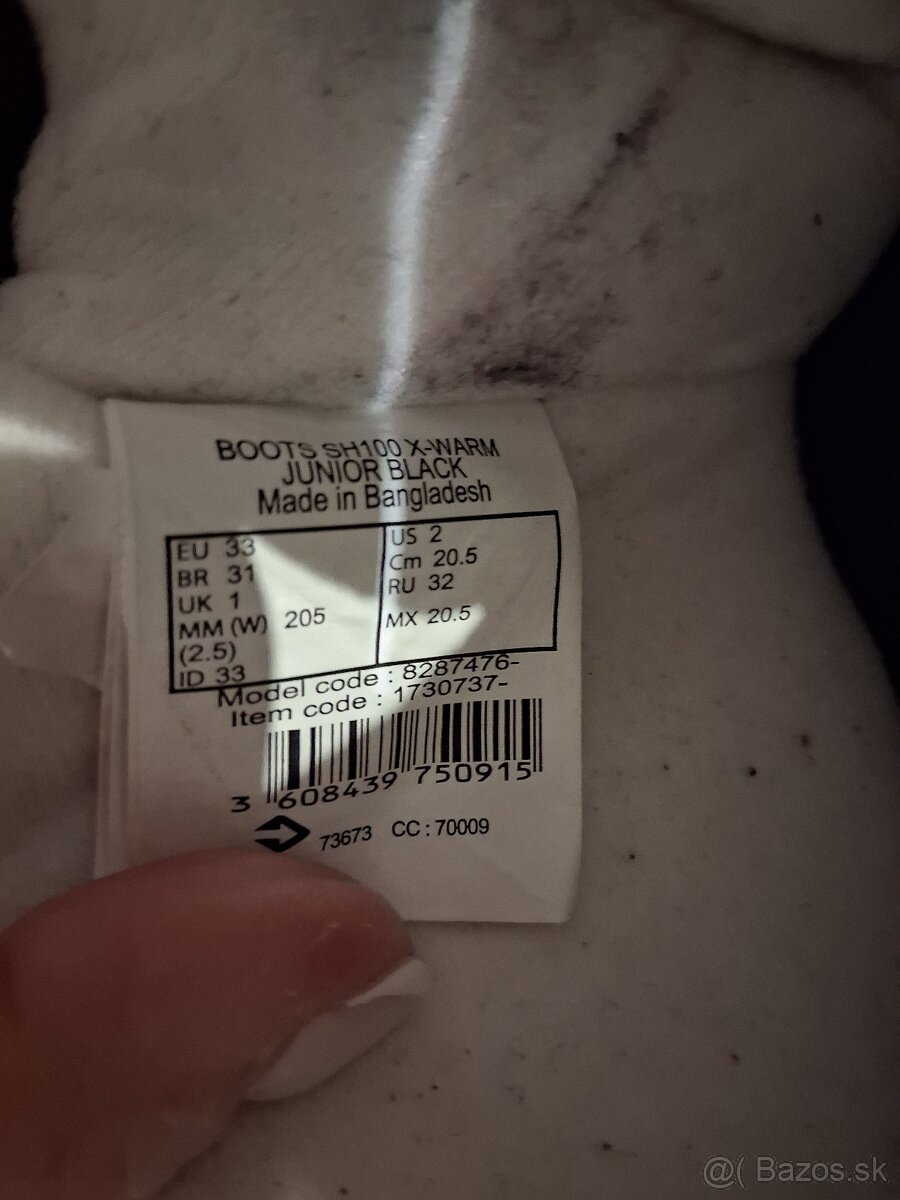 BOOTS SH100 X-WARM
JUNIOR BLACK
Made in Bangladesh
EU 33
BR 31
UK 1
MM (W) 205
(2.5)
ID 33
US 2
Cm 20.5
RU 32
MX 20.5
Model code : 8287476-
Item code : 1730737-
3 608439 750915
73673 CC : 70009
@( Bazos.sk